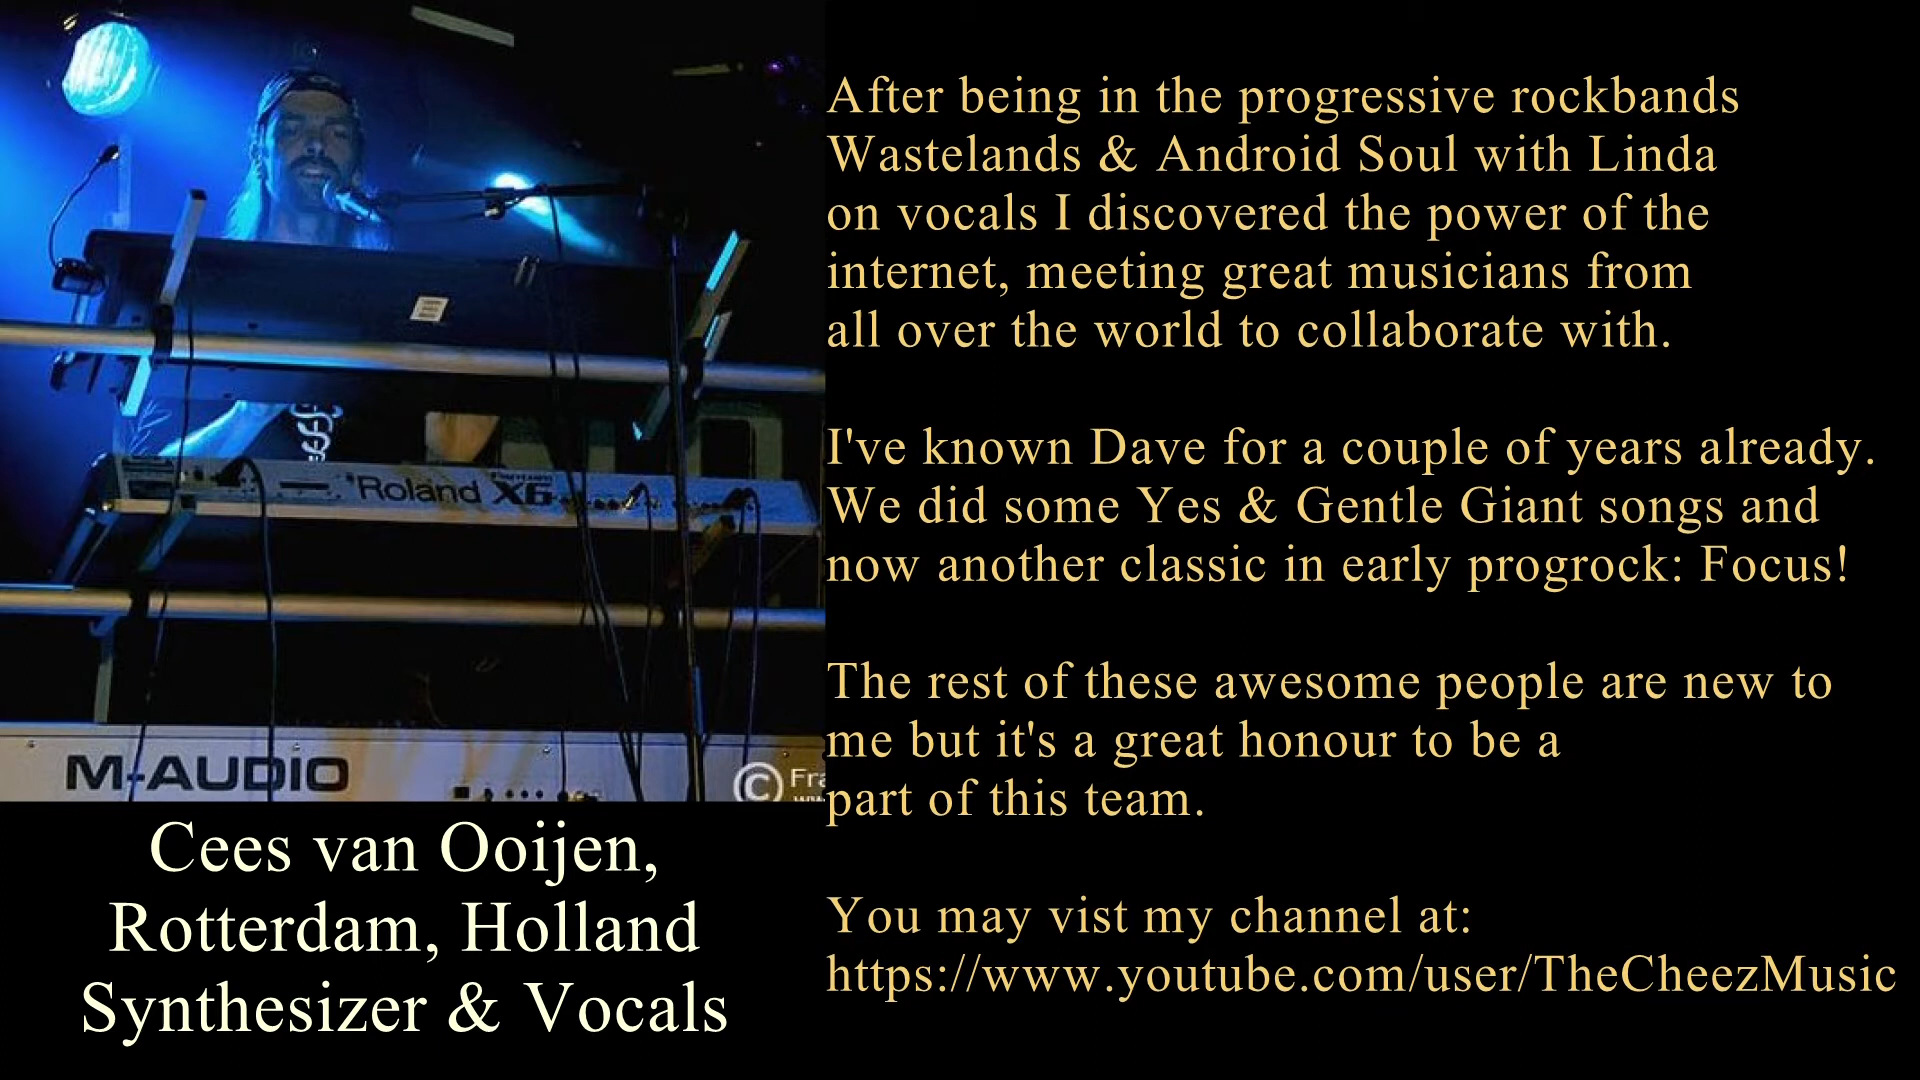 After being in the progressive rockbands
Wastelands & Android Soul with Linda
on vocals I discovered the power of the
internet, meeting great musicians from
all over the world to collaborate with.
I've known Dave for a couple of years already.
We did some Yes & Gentle Giant songs and
now another classic in early progrock: Focus!
The rest of these awesome people are new to
me but it's a great honour to be a
part of this team.
You may vist my channel at:
https://www.youtube.com/user/TheCheezMusic
Roland X6
M-AUDIO
©
Cees van Ooijen,
Rotterdam, Holland
Synthesizer & Vocals